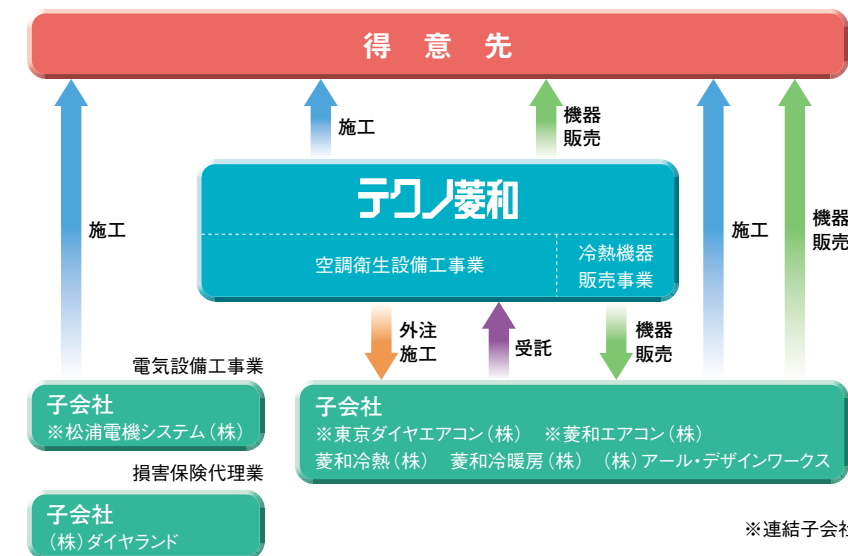 得意先
施工
機器
販売
テクノ菱和
空調衛生設備工事業
冷熱機器
販売事業
施工
施工
機器
販売
外注
施工
受託
機器
販売
電気設備工事業
子会社
※松浦電機システム（株）
子会社
※東京ダイヤエアコン（株） ※菱和エアコン（株）
菱和冷熱（株） 菱和冷暖房（株） （株）アール・デザインワークス
損害保険代理業
子会社
（株）ダイヤランド
※連結子会社